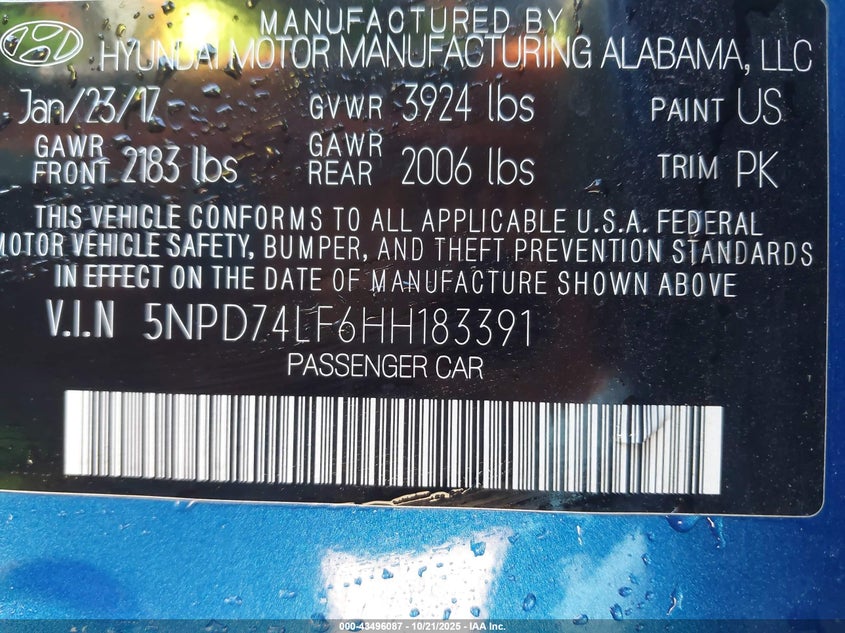 MANUFACTURED BY
HYUNDAI MOTOR MANUFACTURING ALABAMA, LLC
Jan/23/17 GVWR 3924 lbs PAINT US
GAWR FRONT 2183 lbs GAWR REAR 2006 lbs TRIM PK
THIS VEHICLE CONFORMS TO ALL APPLICABLE U.S.A. FEDERAL
MOTOR VEHICLE SAFETY, BUMPER, AND THEFT PREVENTION STANDARDS
IN EFFECT ON THE DATE OF MANUFACTURE SHOWN ABOVE
V.I.N 5NPD74LF6HH183391
PASSENGER CAR
000-43496087 - 10/21/2025 - IAA Inc.